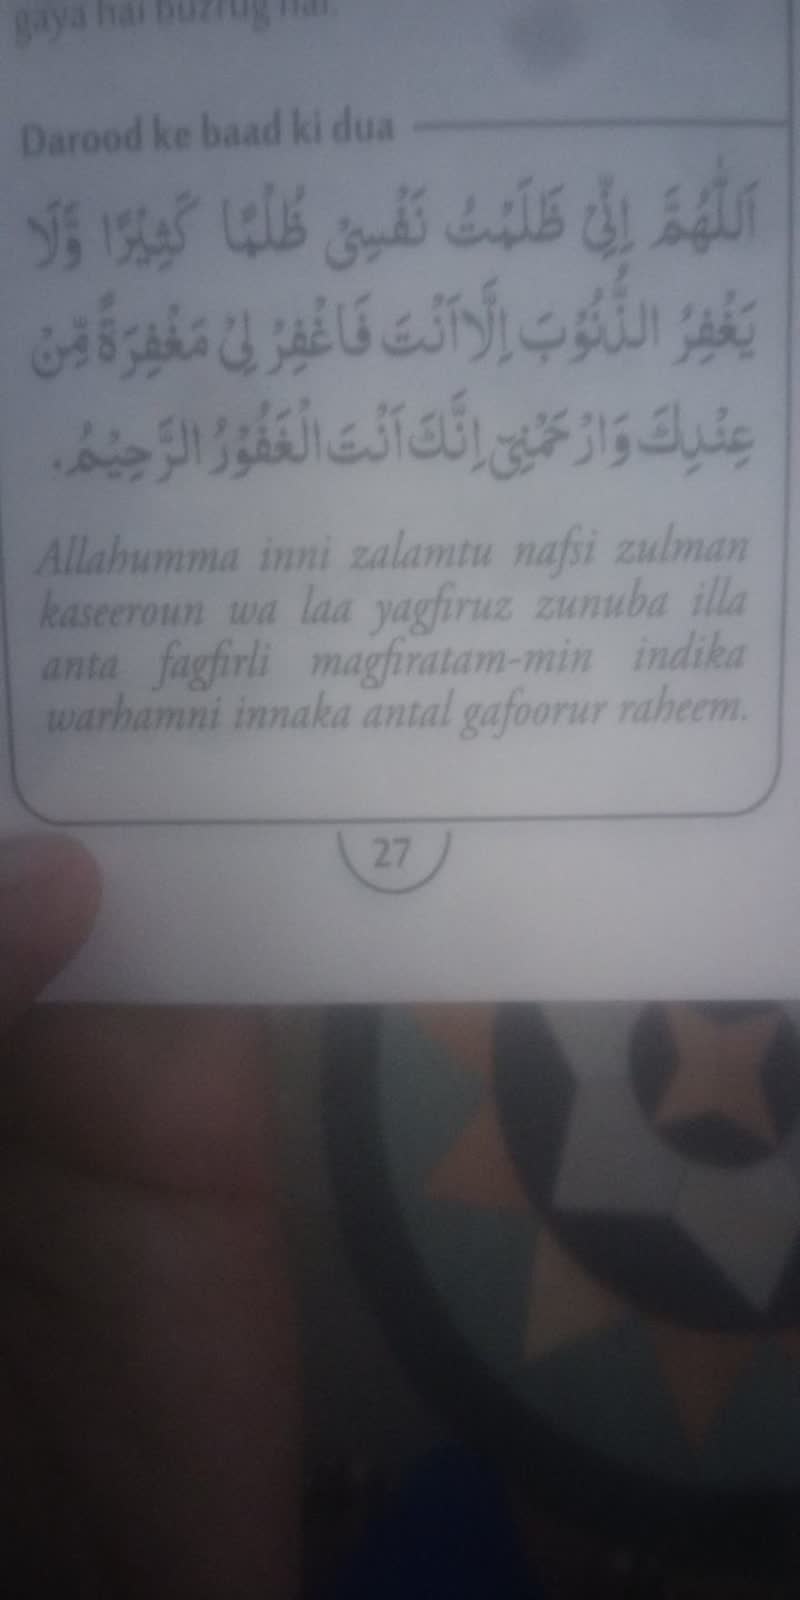 gaya hai buzrug hai.
Darood ke baad ki dua
اَللّٰهُمَّ اِنِّىْ ظَلَمْتُ نَفْسِىْ ظُلْمًا كَثِيْرًا وَّلَا
يَغْفِرُ الذُّنُوْبَ اِلَّا اَنْتَ فَاغْفِرْ لِىْ مَغْفِرَةً مِّنْ
عِنْدِكَ وَارْحَمْنِىْ اِنَّكَ اَنْتَ الْغَفُوْرُ الرَّحِيْمُ.
Allahumma inni zalamtu nafsi zulman
kaseeroun wa laa yagfiruz zunuba illa
anta fagfirli magfiratam-min indika
warhamni innaka antal gafoorur raheem.
27